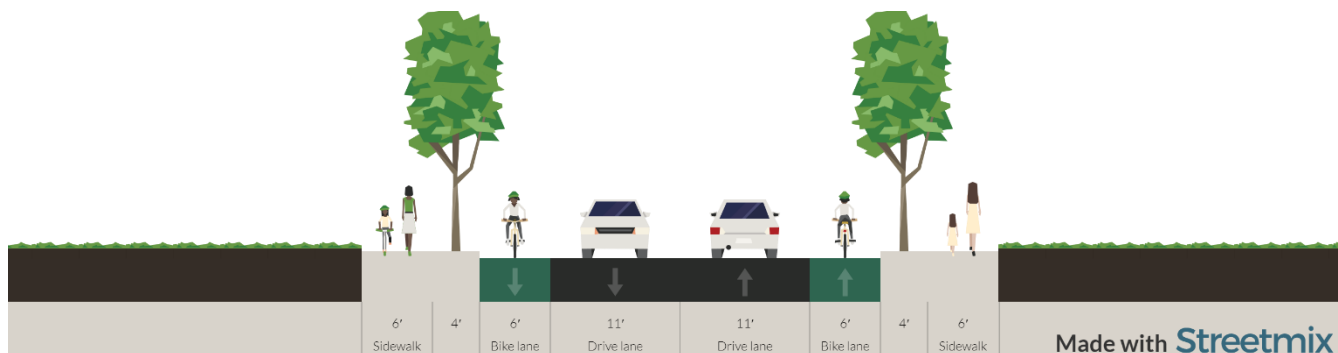 6′ 4′ 6′ 11′ 11′ 6′ 4′ 6′
Sidewalk Bike lane Drive lane Drive lane Bike lane Sidewalk
Made with Streetmix